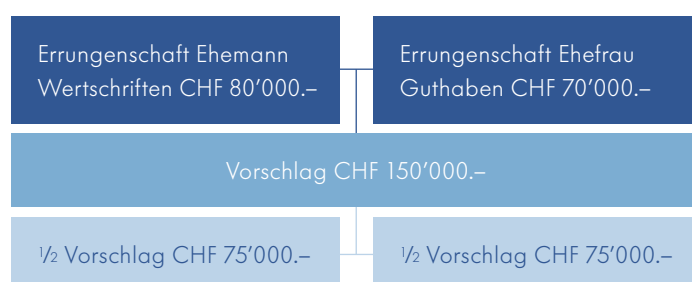 Errungenschaft Ehemann
Wertschriften CHF 80’000.–
Errungenschaft Ehefrau
Guthaben CHF 70’000.–
Vorschlag CHF 150’000.–
½ Vorschlag CHF 75’000.–
½ Vorschlag CHF 75’000.–